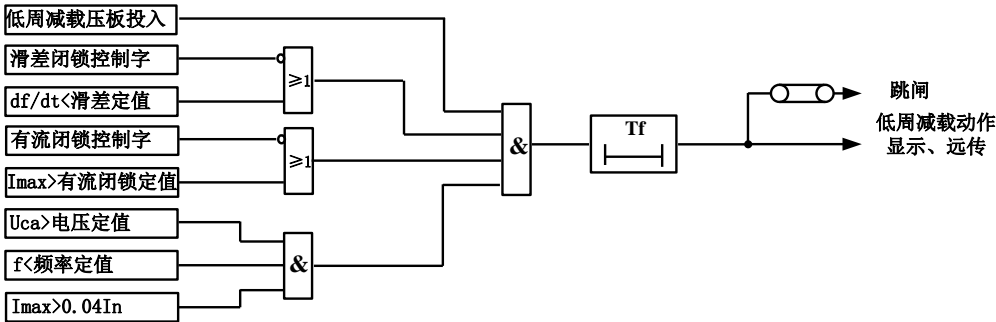 低周减载压板投入
滑差闭锁控制字
≥1
df/dt<滑差定值
有流闭锁控制字
≥1
Imax>有流闭锁定值
Uca>电压定值
f<频率定值
&
Imax>0.04In
&
Tf
跳闸
低周减载动作
显示、远传